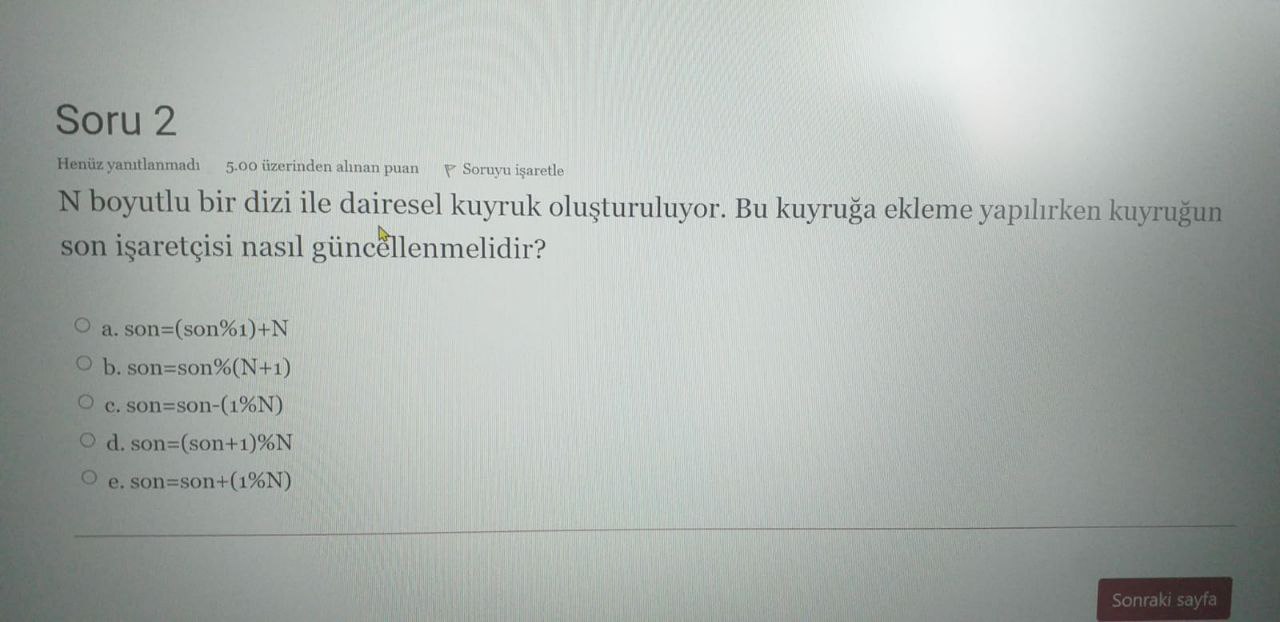 Soru 2
Henüz yanıtlanmadı 5.00 üzerinden alınan puan Soruyu işaretle
N boyutlu bir dizi ile dairesel kuyruk oluşturuluyor. Bu kuyruğa ekleme yapılırken kuyruğun
son işaretçisi nasıl güncellenmelidir?
a. son=(son%1)+N
b. son=son%(N+1)
c. son=son-(1%N)
d. son=(son+1)%N
e. son=son+(1%N)
Sonraki sayfa